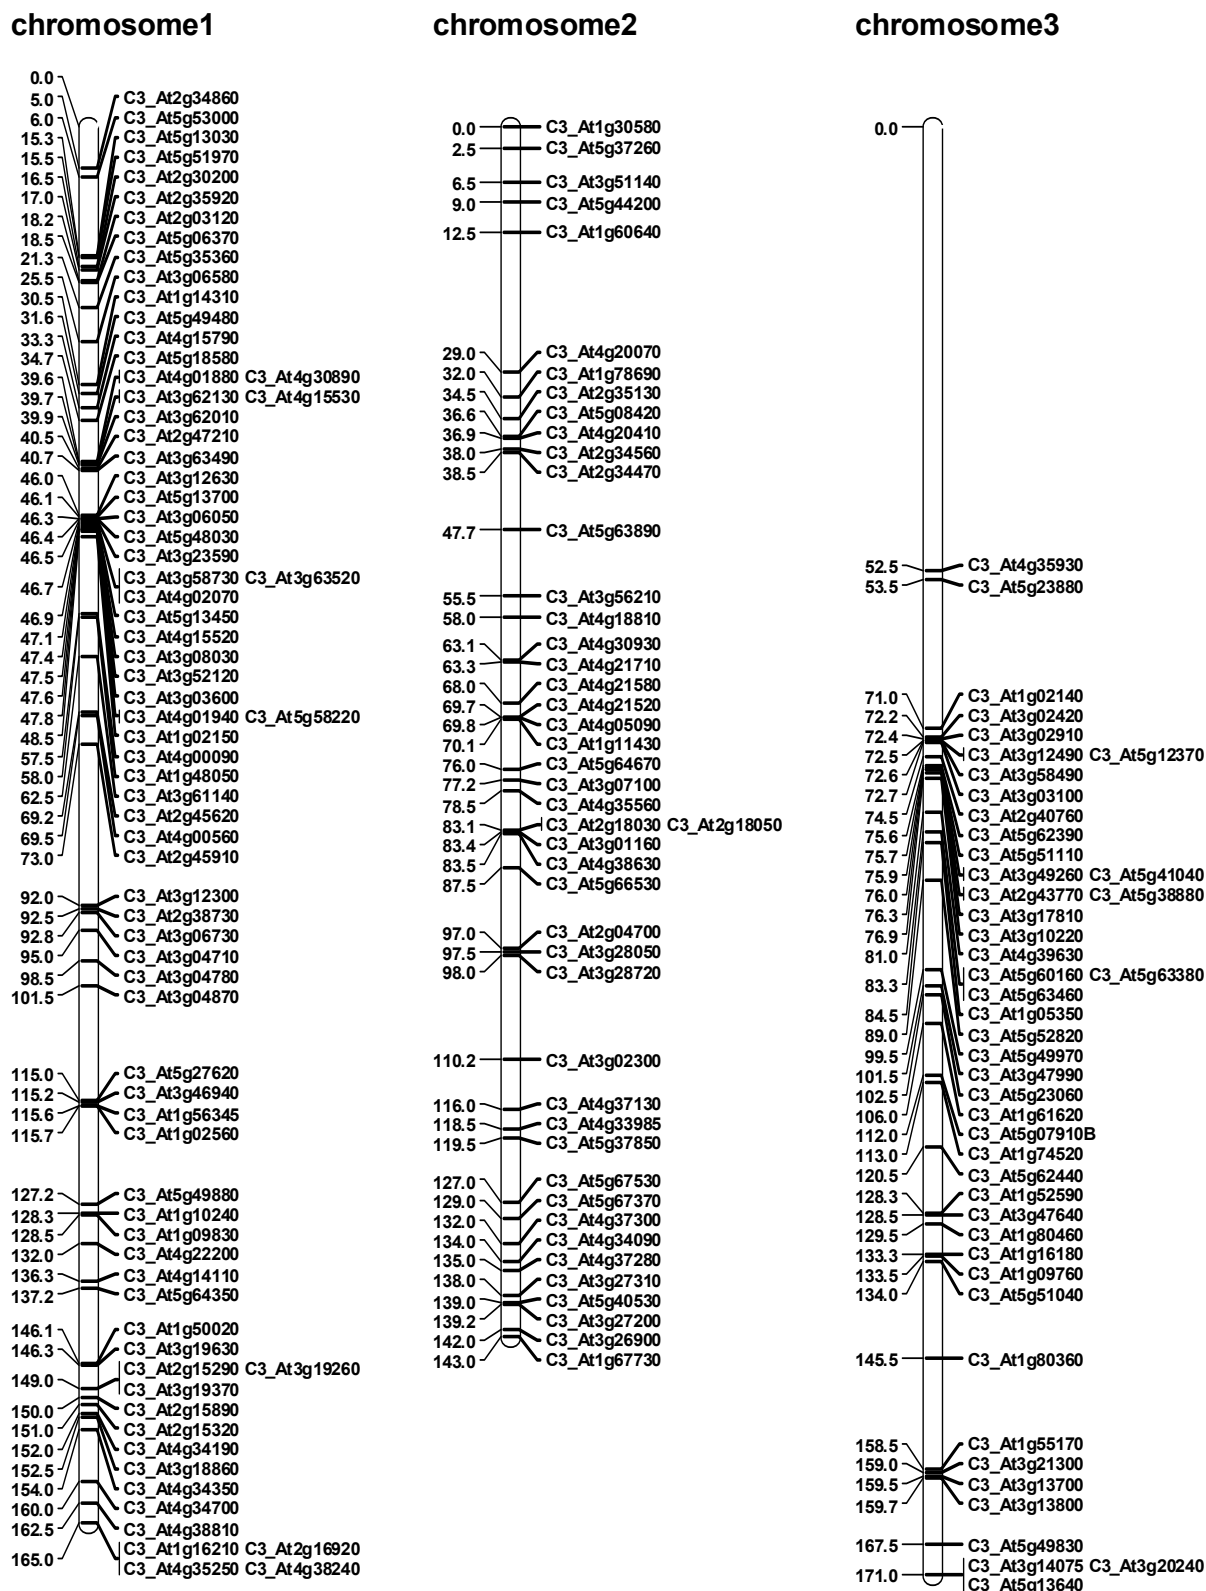 chromosome1
0.0
5.0 C3_At2g34860
6.0 C3_At5g53000
15.3 C3_At5g13030
15.5 C3_At5g51970
16.5 C3_At2g30200
17.0 C3_At2g35920
18.2 C3_At2g03120
18.5 C3_At5g06370
21.3 C3_At5g35360
25.5 C3_At3g06580
30.5 C3_At1g14310
31.6 C3_At5g49480
33.3 C3_At4g15790
34.7 C3_At5g18580
39.6 C3_At4g01880 C3_At4g30890
39.7 C3_At3g62130 C3_At4g15530
39.9 C3_At3g62010
40.5 C3_At2g47210
40.7 C3_At3g63490
46.0 C3_At3g12630
46.1 C3_At5g13700
46.3 C3_At3g06050
46.4 C3_At5g48030
46.5 C3_At3g23590
46.7 C3_At3g58730 C3_At3g63520
C3_At4g02070
46.9 C3_At5g13450
47.1 C3_At4g15520
47.4 C3_At3g08030
47.5 C3_At3g52120
47.6 C3_At3g03600
47.8 C3_At4g01940 C3_At5g58220
48.5 C3_At1g02150
57.5 C3_At4g00090
58.0 C3_At1g48050
62.5 C3_At3g61140
69.2 C3_At2g45620
69.5 C3_At4g00560
73.0 C3_At2g45910
92.0 C3_At3g12300
92.5 C3_At2g38730
92.8 C3_At3g06730
95.0 C3_At3g04710
98.5 C3_At3g04780
101.5 C3_At3g04870
115.0 C3_At5g27620
115.2 C3_At3g46940
115.6 C3_At1g56345
115.7 C3_At1g02560
127.2 C3_At5g49880
128.3 C3_At1g10240
128.5 C3_At1g09830
132.0 C3_At4g22200
136.3 C3_At4g14110
137.2 C3_At5g64350
146.1 C3_At1g50020
146.3 C3_At3g19630
149.0 C3_At2g15290 C3_At3g19260
C3_At3g19370
150.0 C3_At2g15890
151.0 C3_At2g15320
152.0 C3_At4g34190
152.5 C3_At3g18860
154.0 C3_At4g34350
160.0 C3_At4g34700
162.5 C3_At4g38810
165.0 C3_At1g16210 C3_At2g16920
C3_At4g35250 C3_At4g38240
chromosome2
0.0 C3_At1g30580
2.5 C3_At5g37260
6.5 C3_At3g51140
9.0 C3_At5g44200
12.5 C3_At1g60640
29.0 C3_At4g20070
32.0 C3_At1g78690
34.5 C3_At2g35130
36.6 C3_At5g08420
36.9 C3_At4g20410
38.0 C3_At2g34560
38.5 C3_At2g34470
47.7 C3_At5g63890
55.5 C3_At3g56210
58.0 C3_At4g18810
63.1 C3_At4g30930
63.3 C3_At4g21710
68.0 C3_At4g21580
69.7 C3_At4g21520
69.8 C3_At4g05090
70.1 C3_At1g11430
76.0 C3_At5g64670
77.2 C3_At3g07100
78.5 C3_At4g35560
83.1 C3_At2g18030 C3_At2g18050
83.4 C3_At3g01160
83.5 C3_At4g38630
87.5 C3_At5g66530
97.0 C3_At2g04700
97.5 C3_At3g28050
98.0 C3_At3g28720
110.2 C3_At3g02300
116.0 C3_At4g37130
118.5 C3_At4g33985
119.5 C3_At5g37850
127.0 C3_At5g67530
129.0 C3_At5g67370
132.0 C3_At4g37300
134.0 C3_At4g34090
135.0 C3_At4g37280
138.0 C3_At3g27310
139.0 C3_At5g40530
139.2 C3_At3g27200
142.0 C3_At3g26900
143.0 C3_At1g67730
chromosome3
0.0
52.5 C3_At4g35930
53.5 C3_At5g23880
71.0 C3_At1g02140
72.2 C3_At3g02420
72.4 C3_At3g02910
72.5 C3_At3g12490 C3_At5g12370
72.6 C3_At3g58490
72.7 C3_At3g03100
74.5 C3_At2g40760
75.6 C3_At5g62390
75.7 C3_At5g51110
75.9 C3_At3g49260 C3_At5g41040
76.0 C3_At2g43770 C3_At5g38880
76.3 C3_At3g17810
76.9 C3_At3g10220
81.0 C3_At4g39630
83.3 C3_At5g60160 C3_At5g63380
C3_At5g63460
84.5 C3_At1g05350
89.0 C3_At5g52820
99.5 C3_At5g49970
101.5 C3_At3g47990
102.5 C3_At5g23060
106.0 C3_At1g61620
112.0 C3_At5g07910B
113.0 C3_At1g74520
120.5 C3_At5g62440
128.3 C3_At1g52590
128.5 C3_At3g47640
129.5 C3_At1g80460
133.3 C3_At1g16180
133.5 C3_At1g09760
134.0 C3_At5g51040
145.5 C3_At1g80360
158.5 C3_At1g55170
159.0 C3_At3g21300
159.5 C3_At3g13700
159.7 C3_At3g13800
167.5 C3_At5g49830
171.0 C3_At3g14075 C3_At3g20240
C3_At5g13640